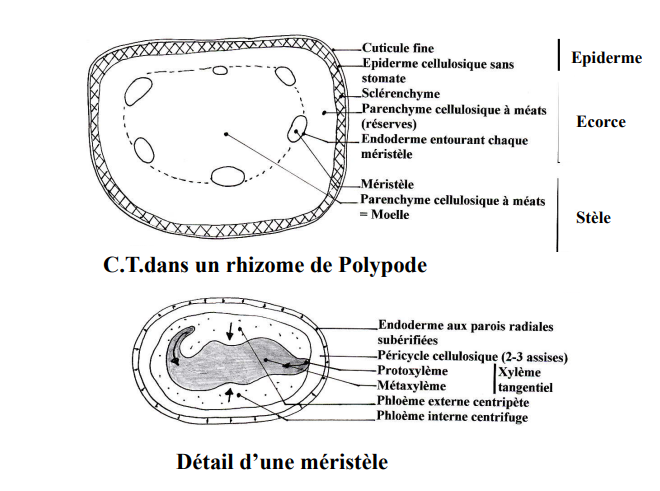 Cuticule fine
Epiderme cellulosique sans
stomate
Epiderme
Sclérenchyme
Parenchyme cellulosique à méats
(réserves)
Endoderme entourant chaque
méristèle
Ecorce
Méristèle
Parenchyme cellulosique à méats
= Moelle
Stèle
C.T.dans un rhizome de Polypode
Endoderme aux parois radiales
subérifiées
Péricycle cellulosique (2-3 assises)
Protoxylème
Métaxylème
Xylème
tangentiel
Phloème externe centripète
Phloème interne centrifuge
Détail d'une méristèle